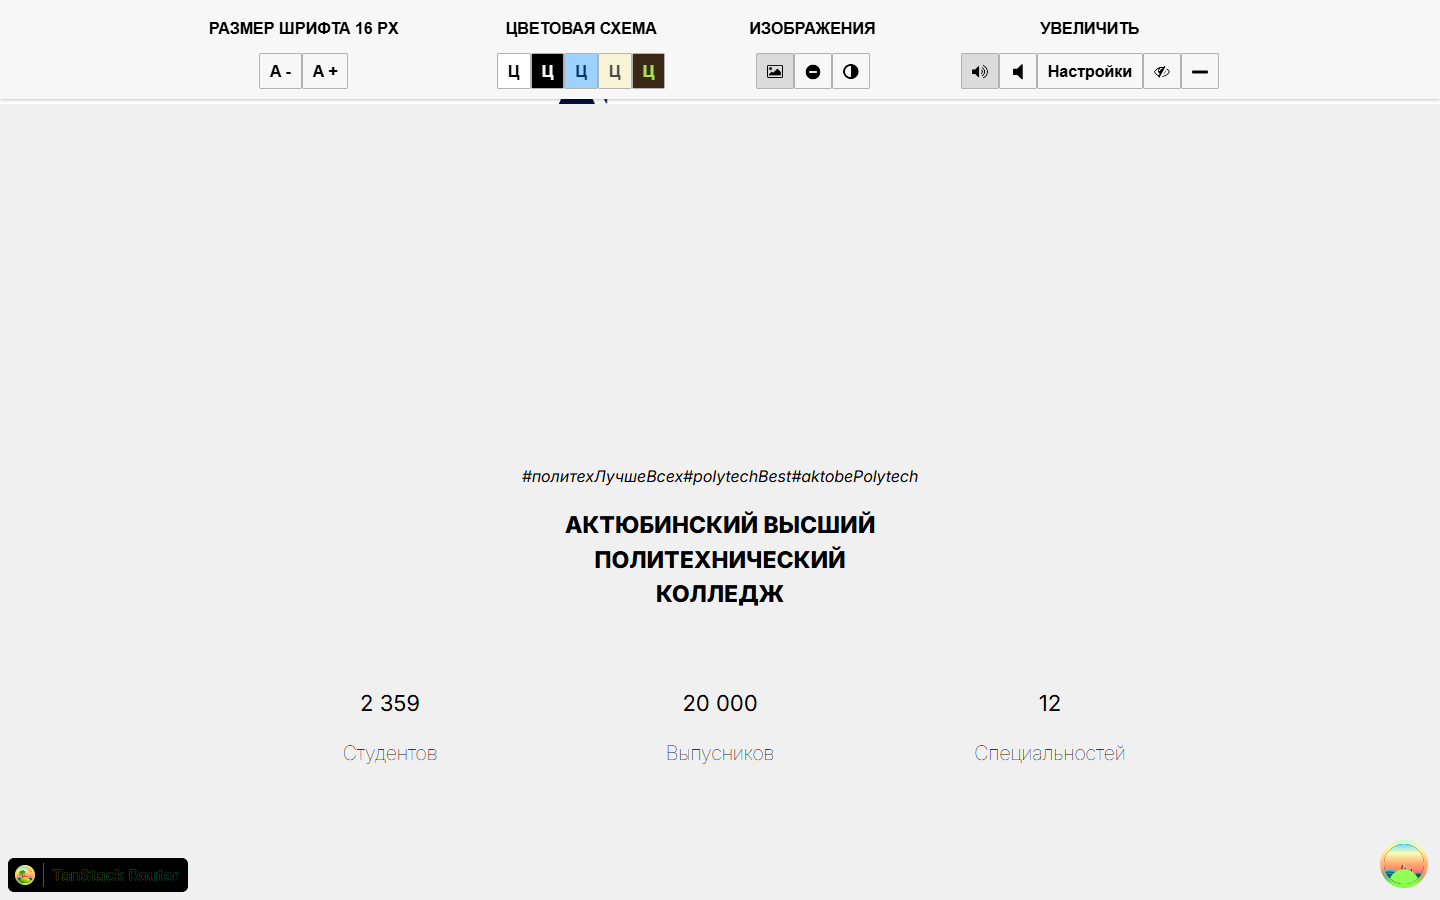 РАЗМЕР ШРИФТА 16 PX
ЦВЕТОВАЯ СХЕМА
ИЗОБРАЖЕНИЯ
УВЕЛИЧИТЬ
A -
A +
Ц Ц Ц Ц Ц
Настройки
#политехЛучшеВсех#polytechBest#aktobePolytech
АКТЮБИНСКИЙ ВЫСШИЙ
ПОЛИТЕХНИЧЕСКИЙ
КОЛЛЕДЖ
2 359
20 000
12
Студентов
Выпусников
Специальностей
TanStack Router